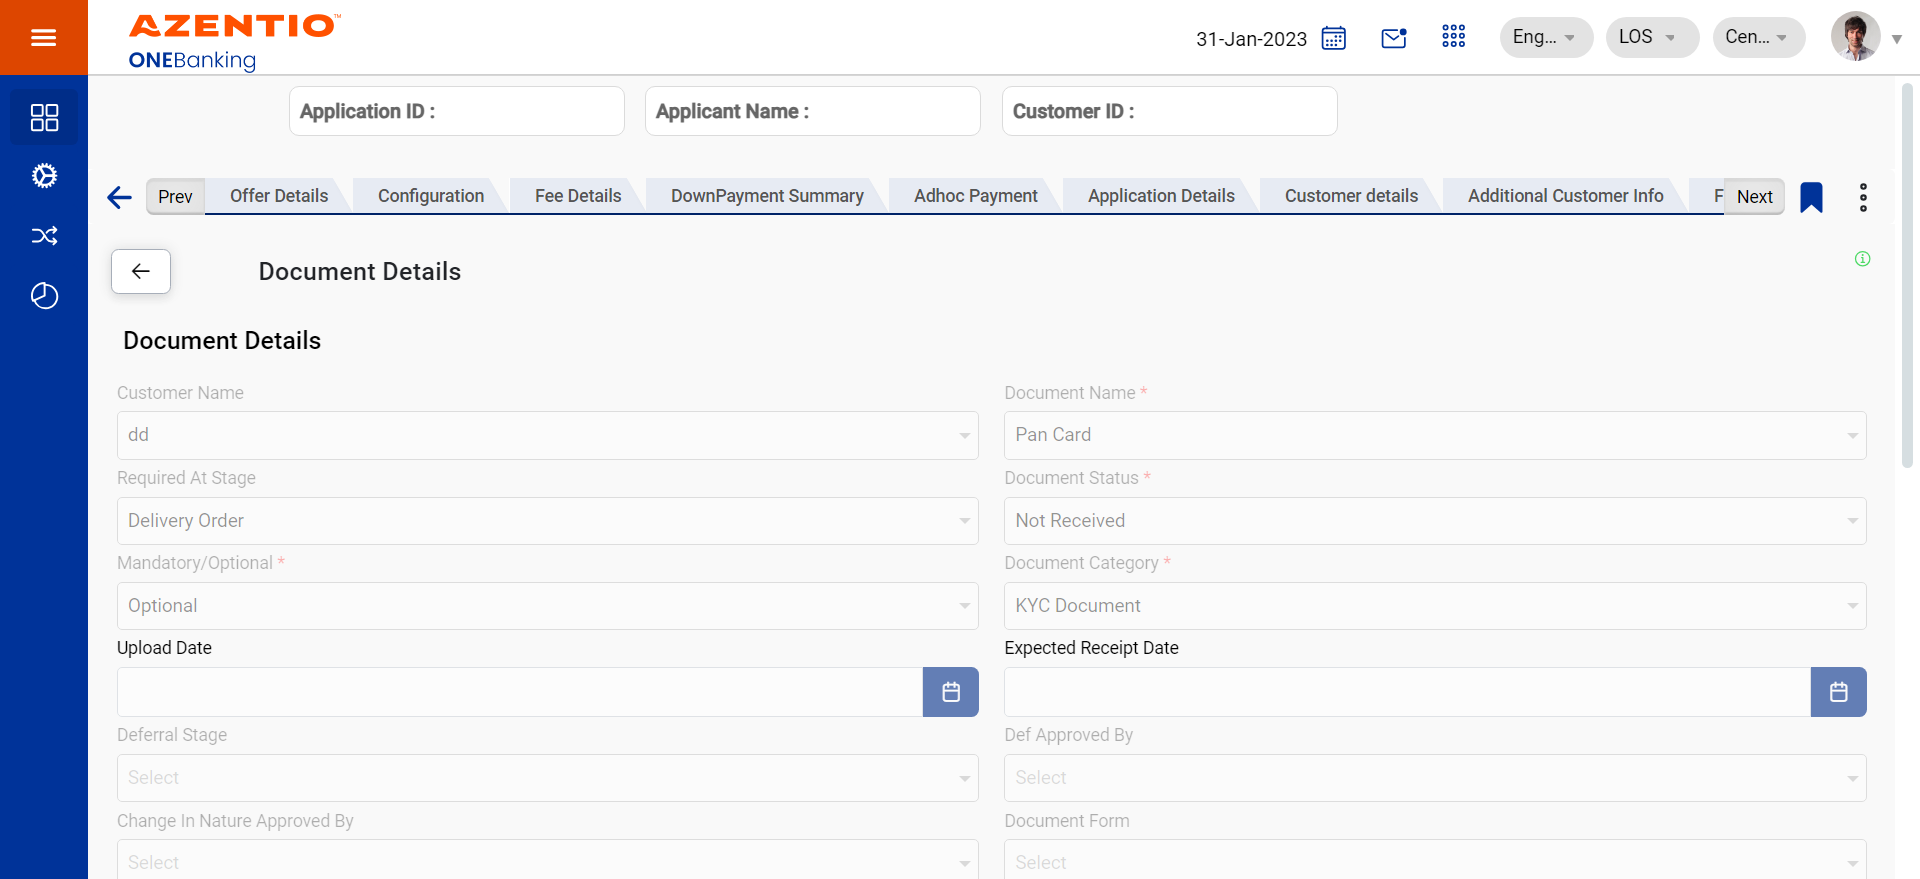 AZENTIO™
ONEBanking
31-Jan-2023
Eng...
LOS
Cen...
Application ID :
Applicant Name :
Customer ID :
Prev
Offer Details
Configuration
Fee Details
DownPayment Summary
Adhoc Payment
Application Details
Customer details
Additional Customer Info
F
Next
Document Details
Document Details
Customer Name
Document Name *
dd
Pan Card
Required At Stage
Document Status *
Delivery Order
Not Received
Mandatory/Optional *
Document Category *
Optional
KYC Document
Upload Date
Expected Receipt Date
Deferral Stage
Def Approved By
Select
Select
Change In Nature Approved By
Document Form
Select
Select